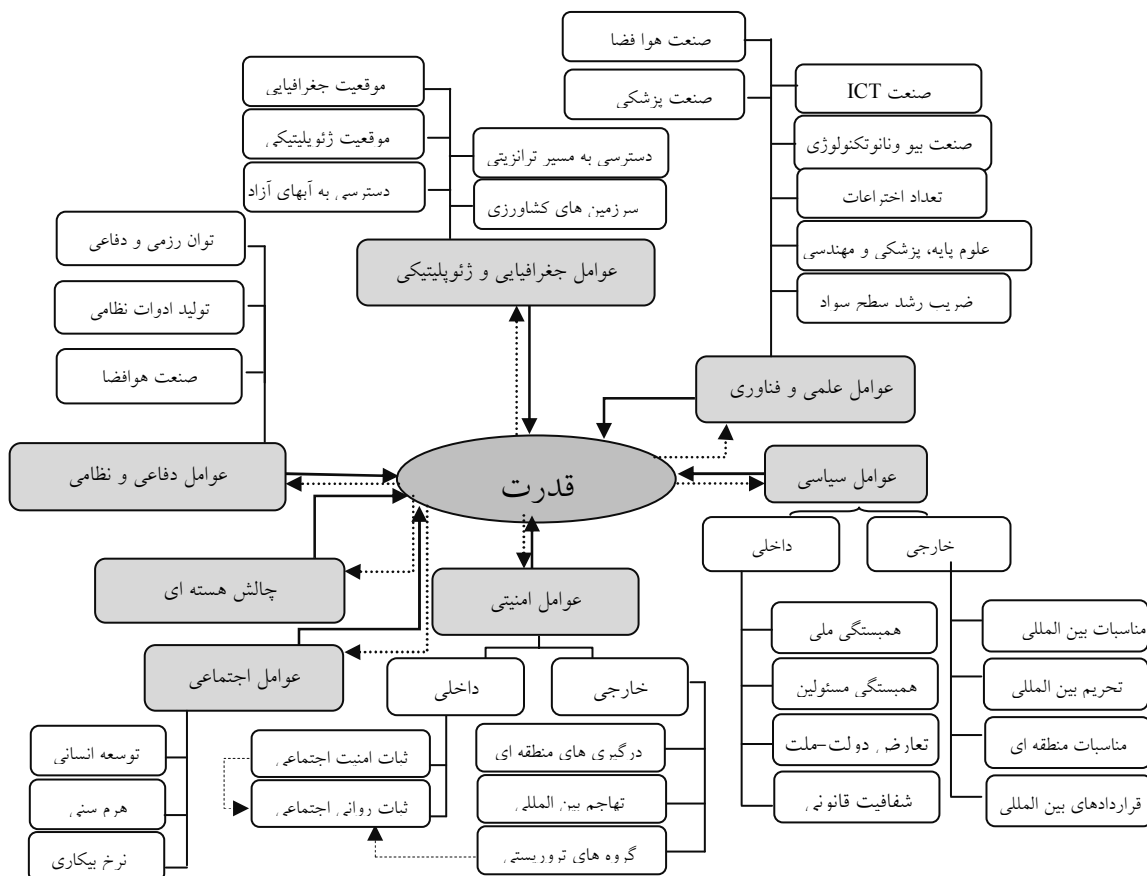 صنعت هوا فضا
صنعت پزشکی
صنعت ICT
صنعت بیو ونانوتکنولوژی
تعداد اختراعات
علوم پایه، پزشکی و مهندسی
ضریب رشد سطح سواد
عوامل علمی و فناوری
موقعیت جغرافیایی
موقعیت ژئوپلیتیکی
دسترسی به آبهای آزاد
دسترسی به مسیر ترانزیتی
سرزمین های کشاورزی
عوامل جغرافیایی و ژئوپلیتیکی
توان رزمی و دفاعی
تولید ادوات نظامی
صنعت هوافضا
عوامل دفاعی و نظامی
قدرت
عوامل سیاسی
خارجی
داخلی
مناسبات بین المللی
تحریم بین المللی
مناسبات منطقه ای
قراردادهای بین المللی
همبستگی ملی
همبستگی مسئولین
تعارض دولت-ملت
شفافیت قانونی
عوامل امنیتی
خارجی
داخلی
درگیری های منطقه ای
تهاجم بین المللی
گروه های تروریستی
ثبات امنیت اجتماعی
ثبات روانی اجتماعی
چالش هسته ای
عوامل اجتماعی
توسعه انسانی
هرم سنی
نرخ بیکاری